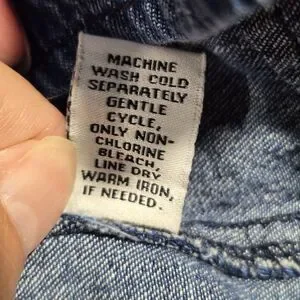 MACHINE
WASH COLD
SEPARATELY
GENTLE
CYCLE,
ONLY NON-
CHLORINE
BLEACH,
LINE DRY
WARM IRON,
IF NEEDED.